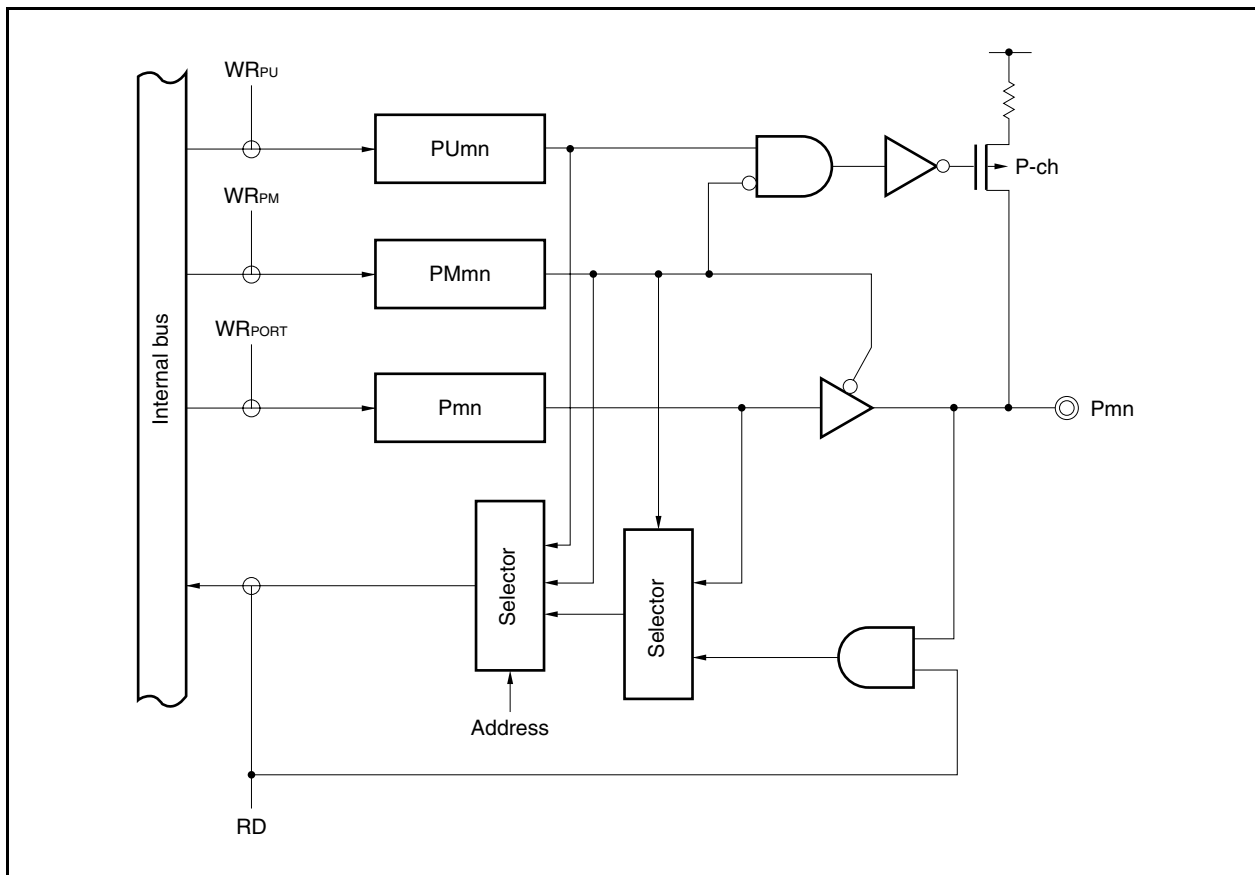 WRPU
PUmn
P-ch
WRPM
PMmn
WRPORT
Internal bus
Pmn
Pmn
Selector
Selector
Address
RD